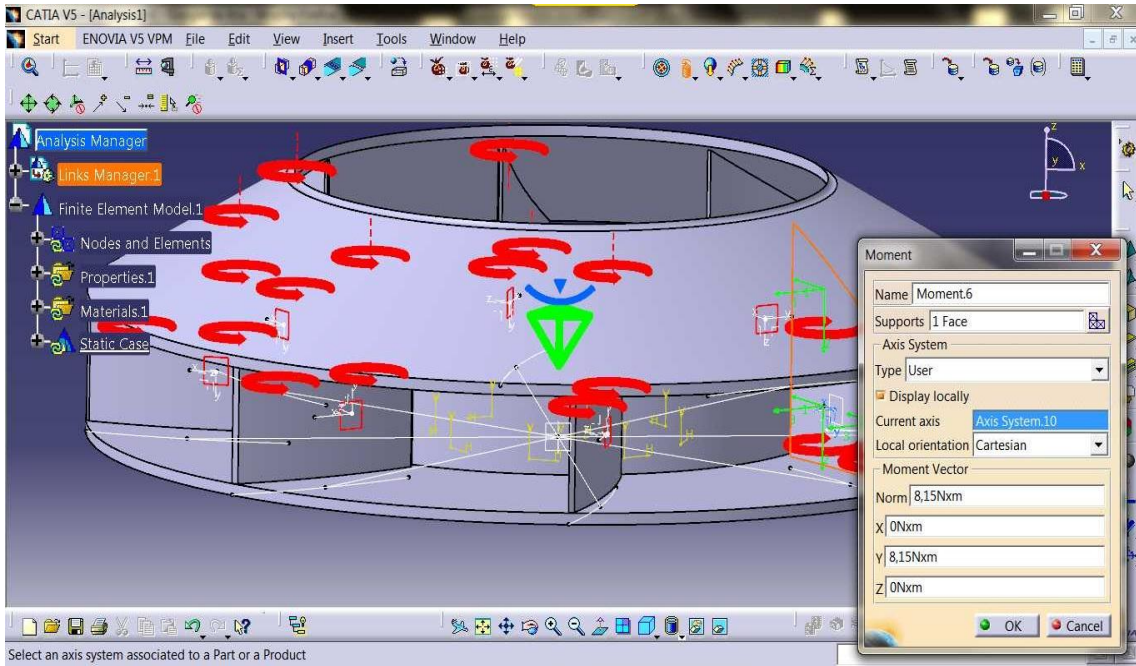 CATIA V5 - [Analysis1]
Start ENOVIA V5 VPM File Edit View Insert Tools Window Help
Analysis Manager
Links Manager.1
Finite Element Model.1
Nodes and Elements
Properties.1
Materials.1
Static Case
z
y
x
Moment
Name Moment.6
Supports 1 Face
Axis System
Type User
Display locally
Current axis Axis System.10
Local orientation Cartesian
Moment Vector
Norm 8,15Nxm
X 0Nxm
Y 8,15Nxm
Z 0Nxm
OK Cancel
Select an axis system associated to a Part or a Product